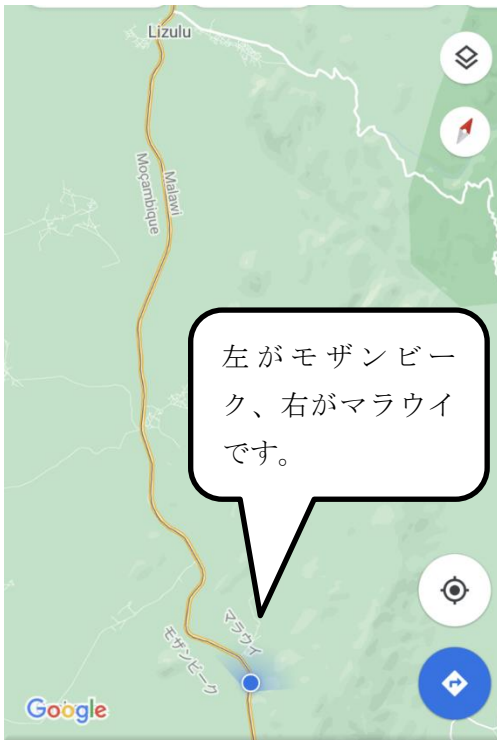 Lizulu
Malawi
Moçambique
左がモザンビー
ク、右がマラウイ
です。
マラウイ
モザンビーク
Google